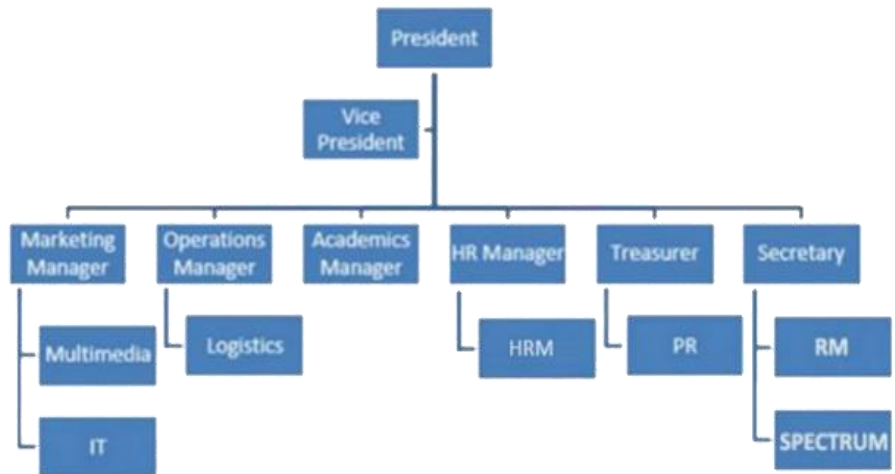 President
Vice
President
Marketing
Manager
Operations
Manager
Academics
Manager
HR Manager
Treasurer
Secretary
Multimedia
Logistics
HRM
PR
RM
IT
SPECTRUM